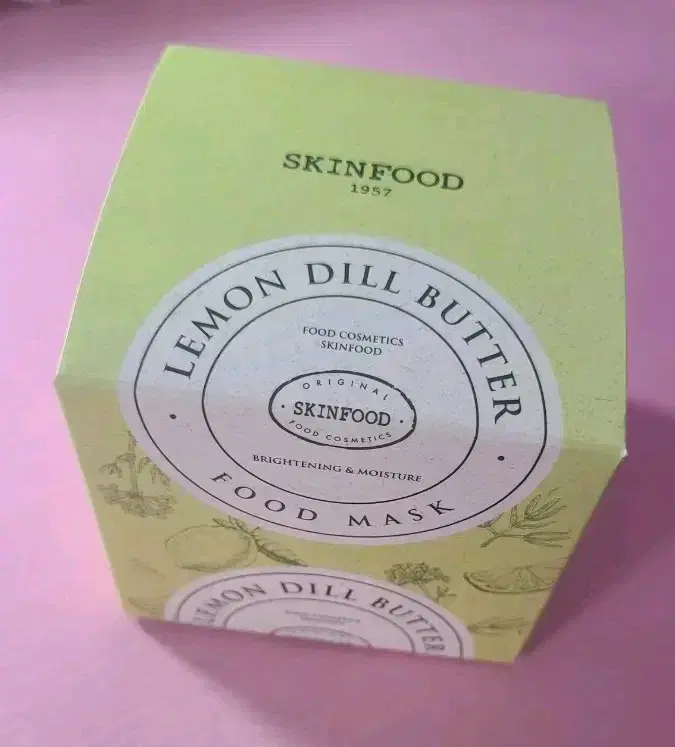 SKINFOOD
1957
LEMON DILL BUTTER
FOOD COSMETICS
SKINFOOD
ORIGINAL
· SKINFOOD ·
FOOD COSMETICS
BRIGHTENING & MOISTURE
FOOD MASK
LEMON DILL BUTTER